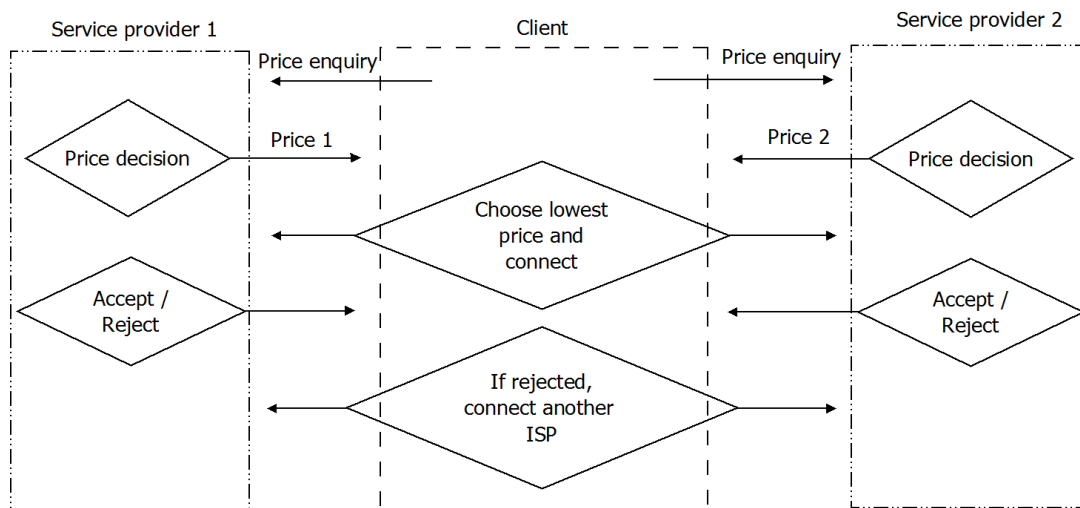 Service provider 1
Client
Service provider 2
Price enquiry
Price enquiry
Price decision
Price 1
Price 2
Price decision
Choose lowest
price and
connect
Accept /
Reject
Accept /
Reject
If rejected,
connect another
ISP